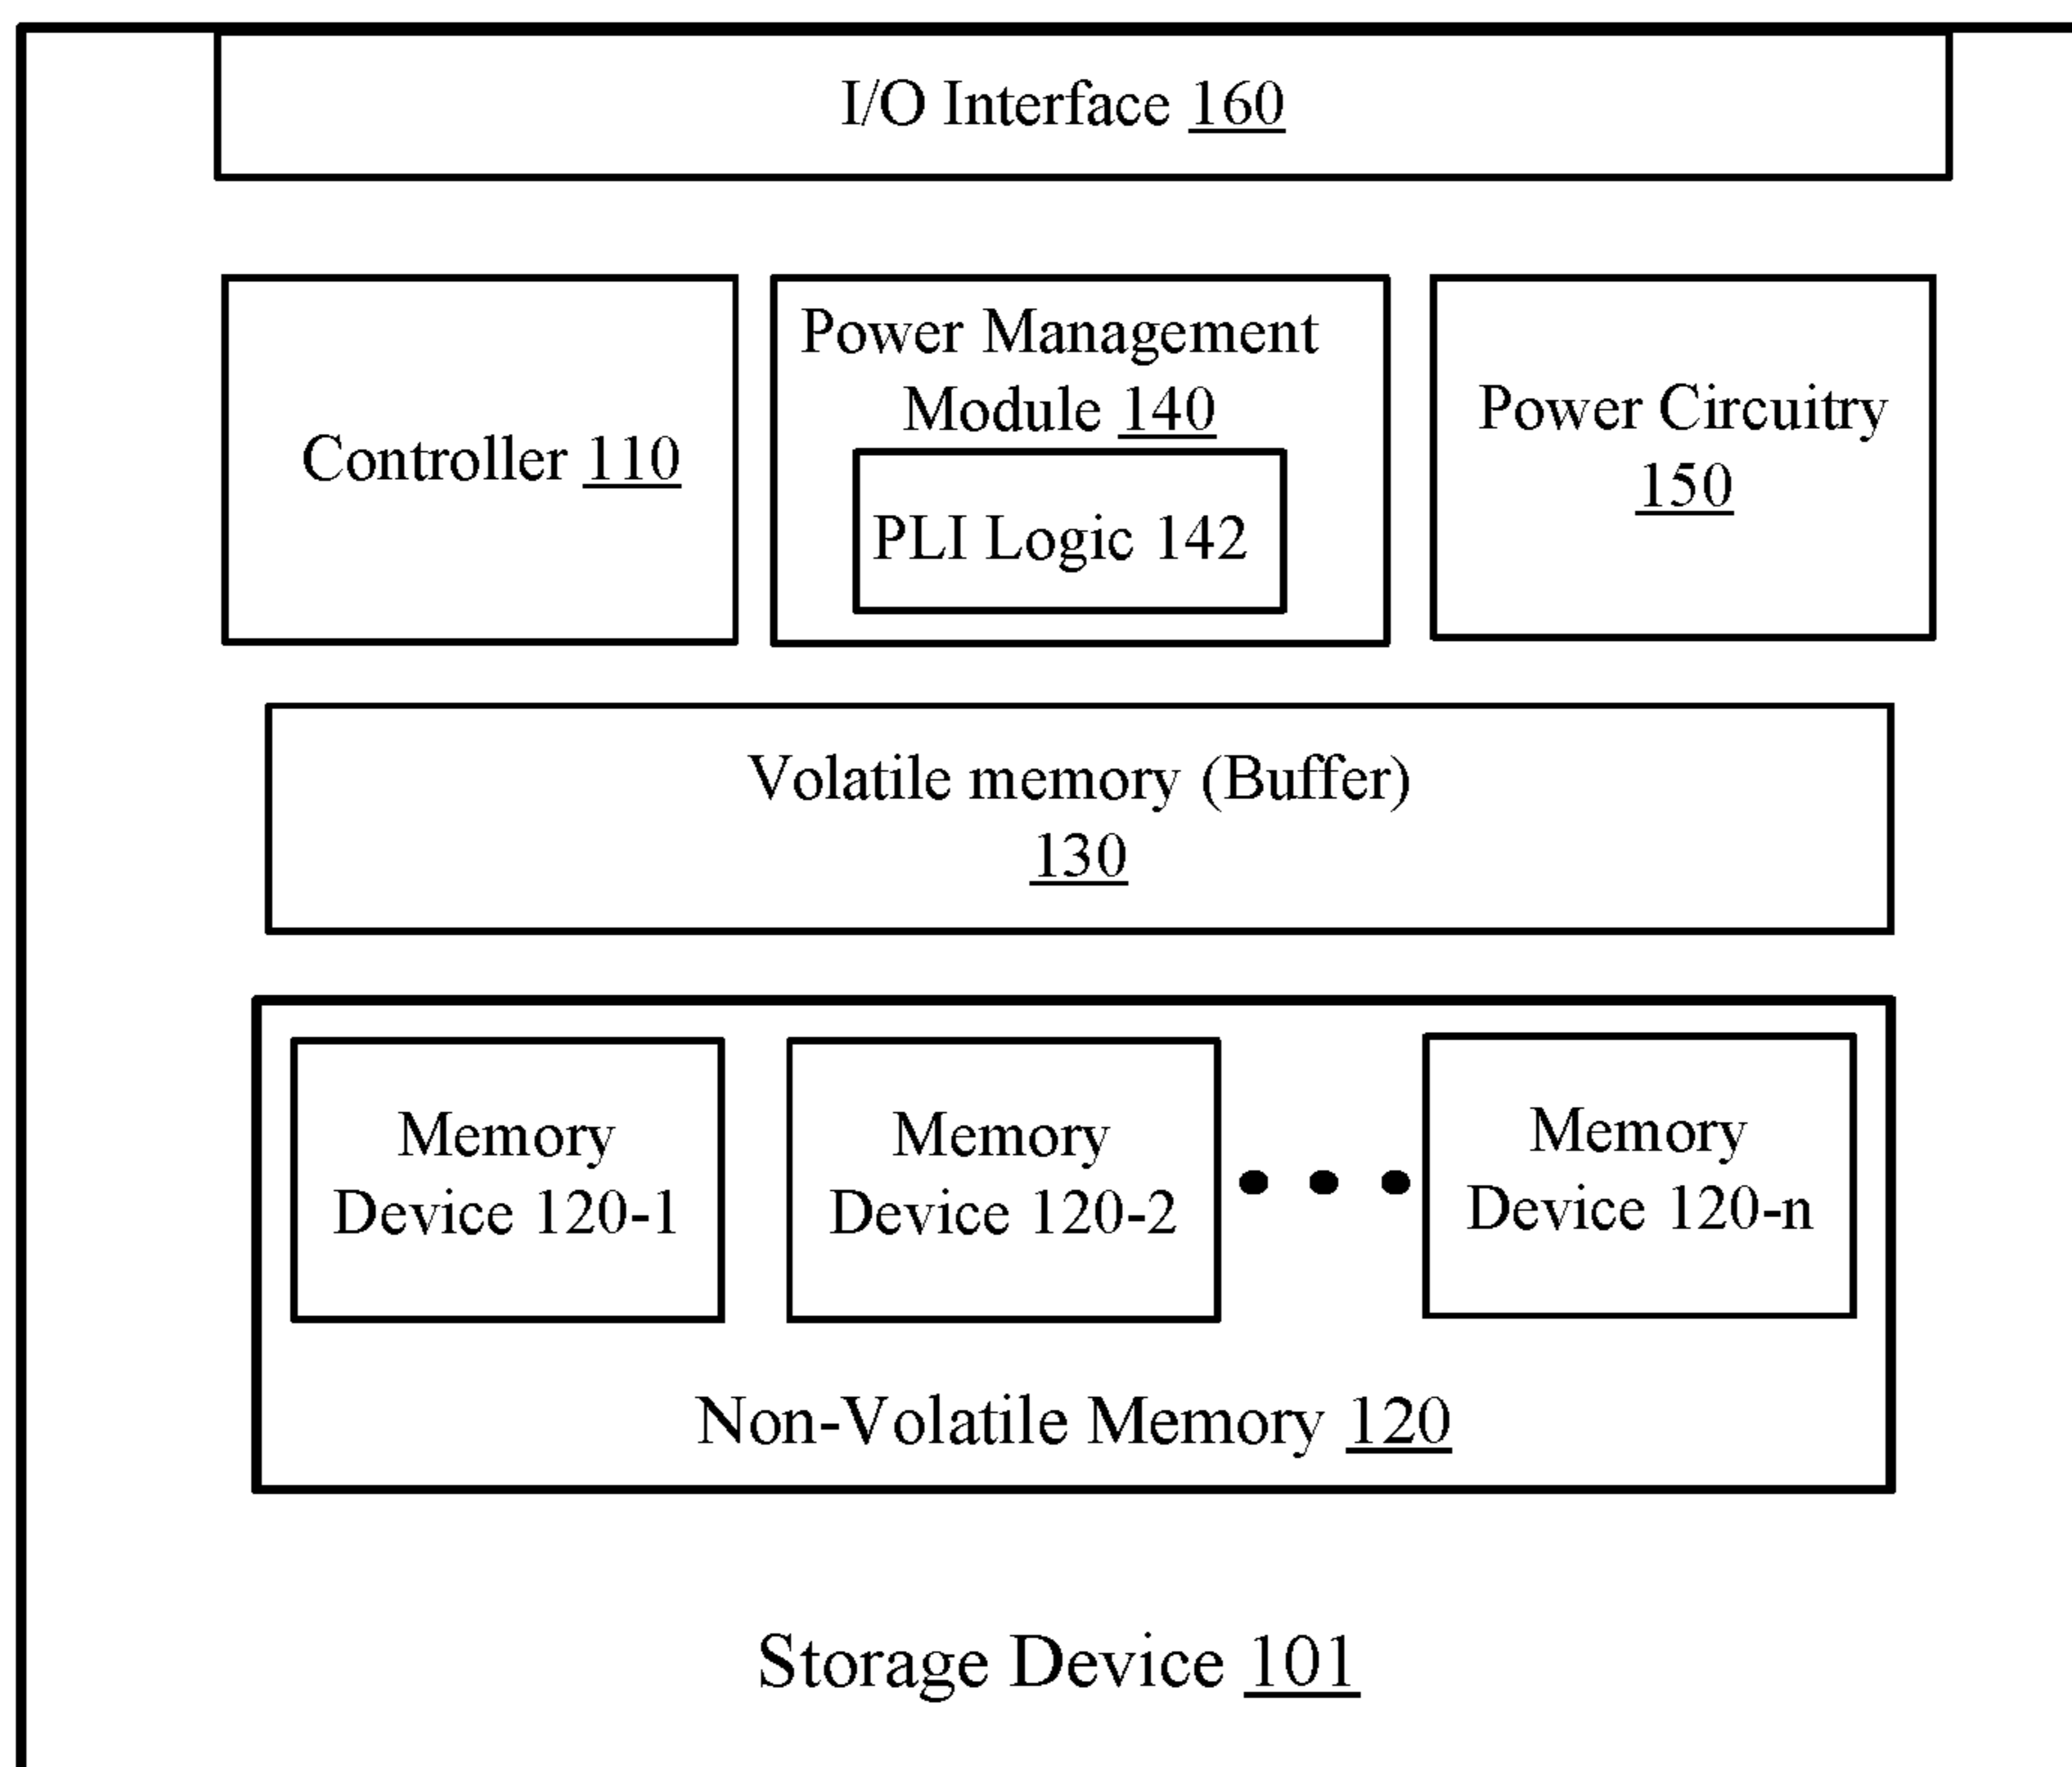 I/O Interface 160
Controller 110
Power Management
Module 140
PLI Logic 142
Power Circuitry
150
Volatile memory (Buffer)
130
Memory
Device 120-1
Memory
Device 120-2
Memory
Device 120-n
Non-Volatile Memory 120
Storage Device 101